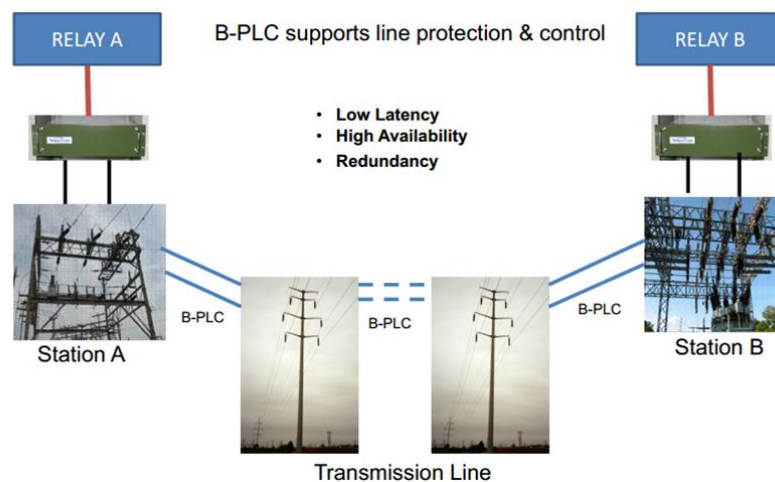 RELAY A
B-PLC supports line protection & control
RELAY B
• Low Latency
• High Availability
• Redundancy
B-PLC
B-PLC
B-PLC
Station A
Station B
Transmission Line